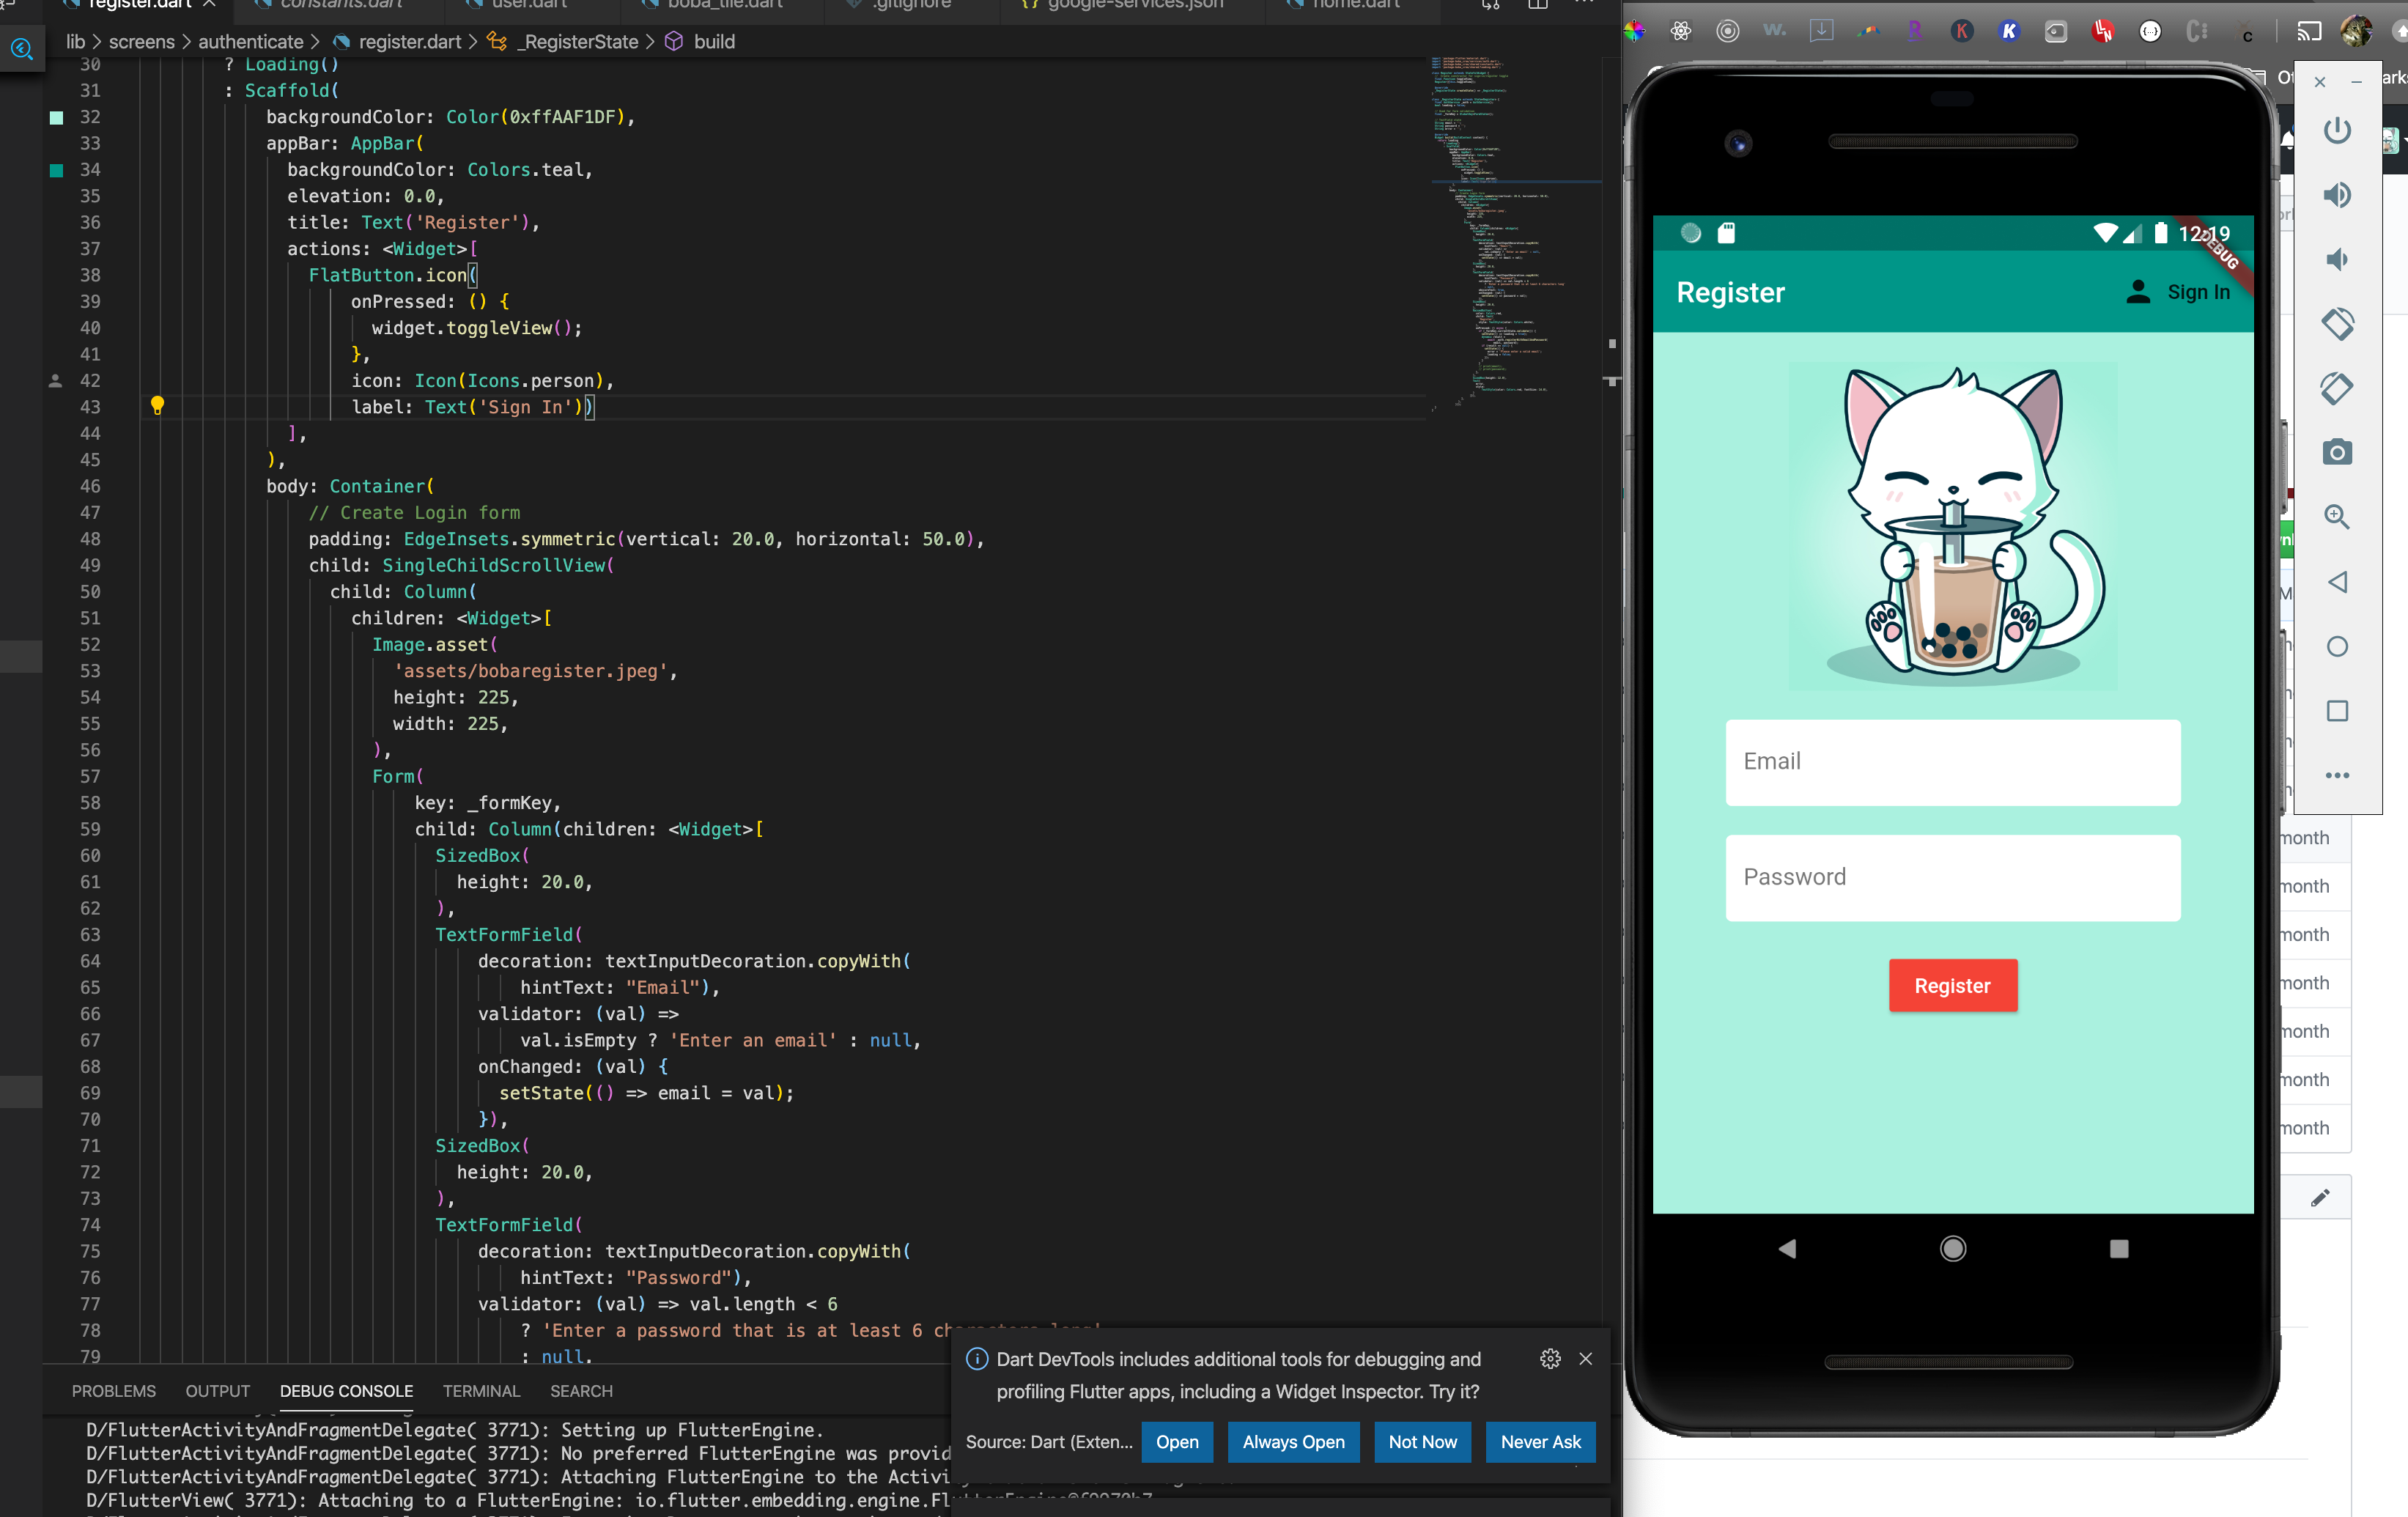 register.dart
constants.dart
user.dart
boba_tile.dart
.gitignore
google-services.json
home.dart
lib > screens > authenticate > register.dart > _RegisterState > build
30 ? Loading()
31 : Scaffold(
32 backgroundColor: Color(0xffAAF1DF),
33 appBar: AppBar(
34 backgroundColor: Colors.teal,
35 elevation: 0.0,
36 title: Text('Register'),
37 actions: <Widget>[
38 FlatButton.icon(
39 onPressed: () {
40 widget.toggleView();
41 },
42 icon: Icon(Icons.person),
43 label: Text('Sign In'))
44 ],
45 ),
46 body: Container(
47 // Create Login form
48 padding: EdgeInsets.symmetric(vertical: 20.0, horizontal: 50.0),
49 child: SingleChildScrollView(
50 child: Column(
51 children: <Widget>[
52 Image.asset(
53 'assets/bobaregister.jpeg',
54 height: 225,
55 width: 225,
56 ),
57 Form(
58 key: _formKey,
59 child: Column(children: <Widget>[
60 SizedBox(
61 height: 20.0,
62 ),
63 TextFormField(
64 decoration: textInputDecoration.copyWith(
65 hintText: "Email"),
66 validator: (val) =>
67 val.isEmpty ? 'Enter an email' : null,
68 onChanged: (val) {
69 setState(() => email = val);
70 }),
71 SizedBox(
72 height: 20.0,
73 ),
74 TextFormField(
75 decoration: textInputDecoration.copyWith(
76 hintText: "Password"),
77 validator: (val) => val.length < 6
78 ? 'Enter a password that is at least 6 characters long'
79 : null,
PROBLEMS OUTPUT DEBUG CONSOLE TERMINAL SEARCH
D/FlutterActivityAndFragmentDelegate( 3771): Setting up FlutterEngine.
D/FlutterActivityAndFragmentDelegate( 3771): No preferred FlutterEngine was provid
D/FlutterActivityAndFragmentDelegate( 3771): Attaching FlutterEngine to the Activi
D/FlutterView( 3771): Attaching to a FlutterEngine: io.flutter.embedding.engine.Fl
Dart DevTools includes additional tools for debugging and
profiling Flutter apps, including a Widget Inspector. Try it?
Source: Dart (Exten...
Open
Always Open
Not Now
Never Ask
12:19
DEBUG
Register
Sign In
Email
Password
Register
month
month
month
month
month
month
month